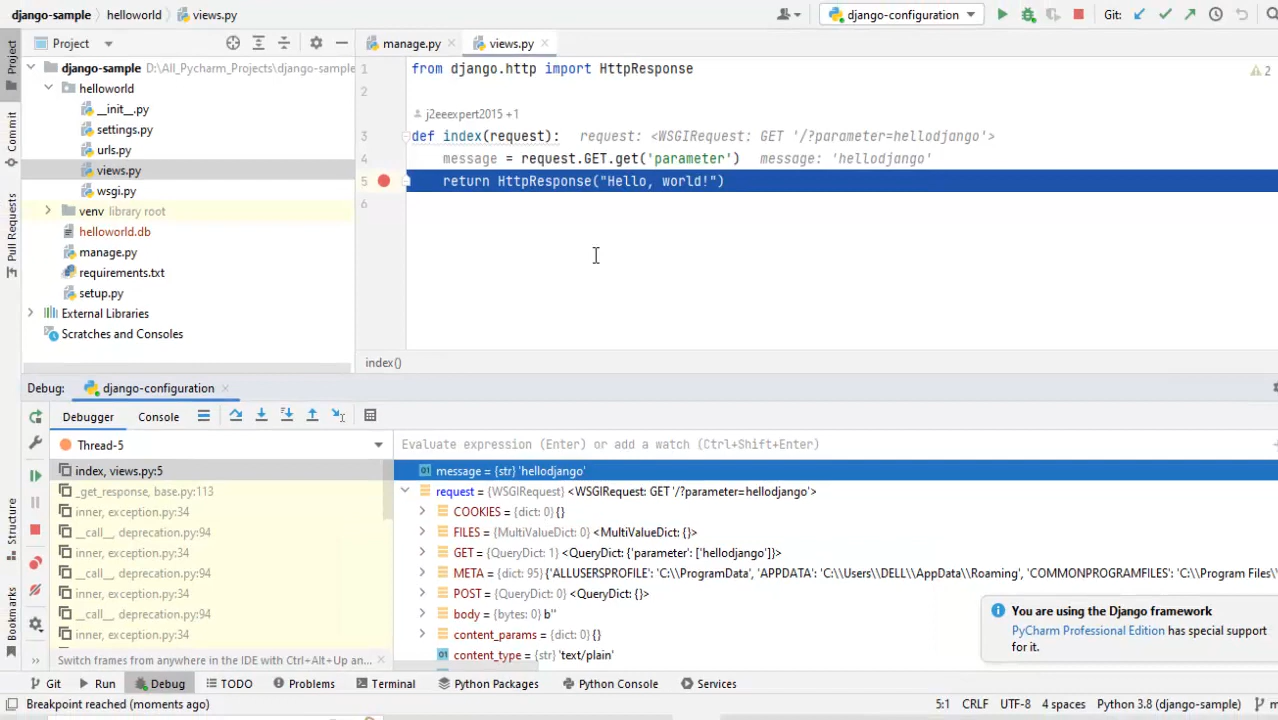 django-sample helloworld views.py django-configuration Git:
Project
manage.py views.py
django-sample D:\All_Pycharm_Projects\django-sample
helloworld
__init__.py
settings.py
urls.py
views.py
wsgi.py
venv library root
helloworld.db
manage.py
requirements.txt
setup.py
External Libraries
Scratches and Consoles
Project
Commit
Pull Requests
Structure
Bookmarks
1 from django.http import HttpResponse
2
j2eeexpert2015 +1
3 def index(request): request: <WSGIRequest: GET '/?parameter=hellodjango'>
4 message = request.GET.get('parameter') message: 'hellodjango'
5 return HttpResponse("Hello, world!")
6
2
index()
Debug: django-configuration
Debugger Console
Thread-5
index, views.py:5
_get_response, base.py:113
inner, exception.py:34
__call__, deprecation.py:94
inner, exception.py:34
__call__, deprecation.py:94
inner, exception.py:34
__call__, deprecation.py:94
inner, exception.py:34
Switch frames from anywhere in the IDE with Ctrl+Alt+Up an...
Evaluate expression (Enter) or add a watch (Ctrl+Shift+Enter)
message = {str} 'hellodjango'
request = {WSGIRequest} <WSGIRequest: GET '/?parameter=hellodjango'>
COOKIES = {dict: 0} {}
FILES = {MultiValueDict: 0} <MultiValueDict: {}>
GET = {QueryDict: 1} <QueryDict: {'parameter': ['hellodjango']}>
META = {dict: 95} {'ALLUSERSPROFILE': 'C:\\ProgramData', 'APPDATA': 'C:\\Users\\DELL\\AppData\\Roaming', 'COMMONPROGRAMFILES': 'C:\\Program Files\
POST = {QueryDict: 0} <QueryDict: {}>
body = {bytes: 0} b''
content_params = {dict: 0} {}
content_type = {str} 'text/plain'
You are using the Django framework
PyCharm Professional Edition has special support
for it.
Git Run Debug TODO Problems Terminal Python Packages Python Console Services
Breakpoint reached (moments ago) 5:1 CRLF UTF-8 4 spaces Python 3.8 (django-sample)